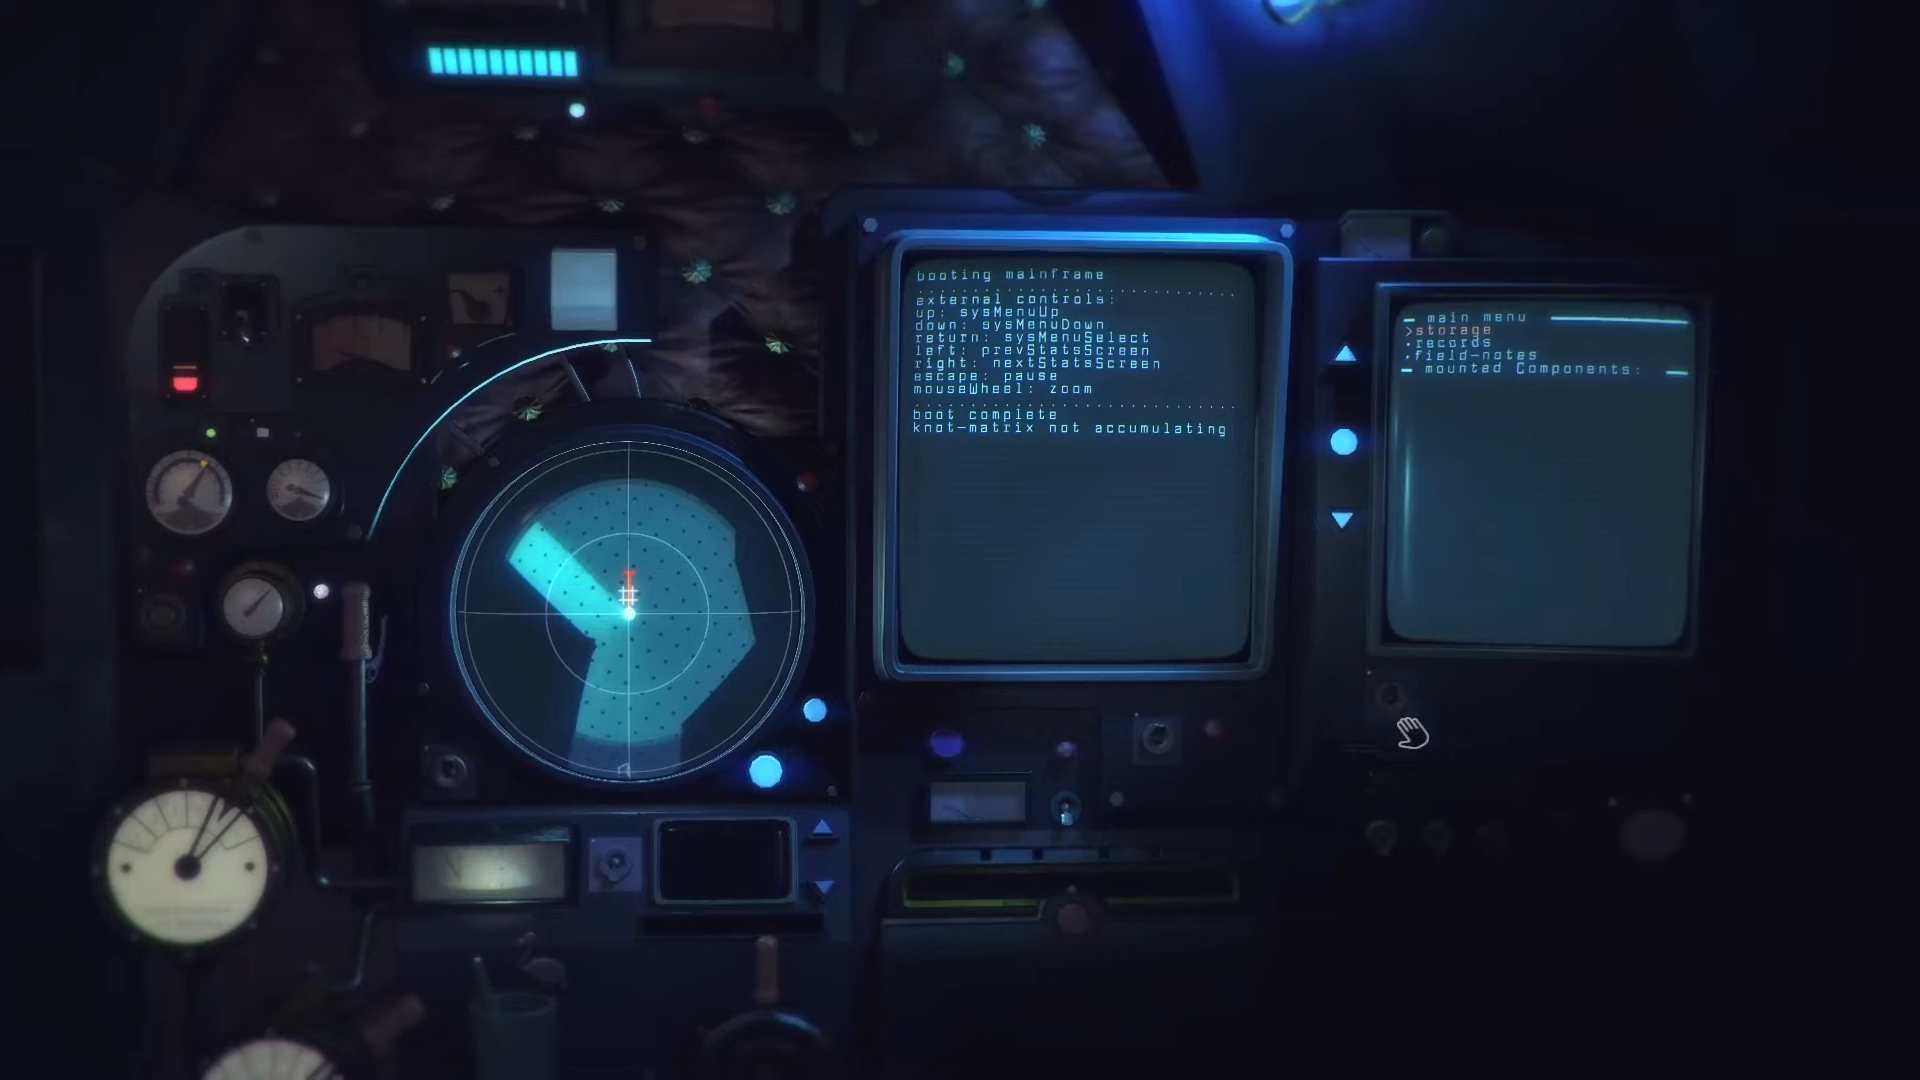 booting mainframe
external controls:
up: sysMenuUp
down: sysMenuDown
return: sysMenuSelect
left: prevStatsScreen
right: nextStatsScreen
escape: pause
mouseWheel: zoom
boot complete
knot-matrix not accumulating
main menu
>storage
.records
.field-notes
mounted Components: